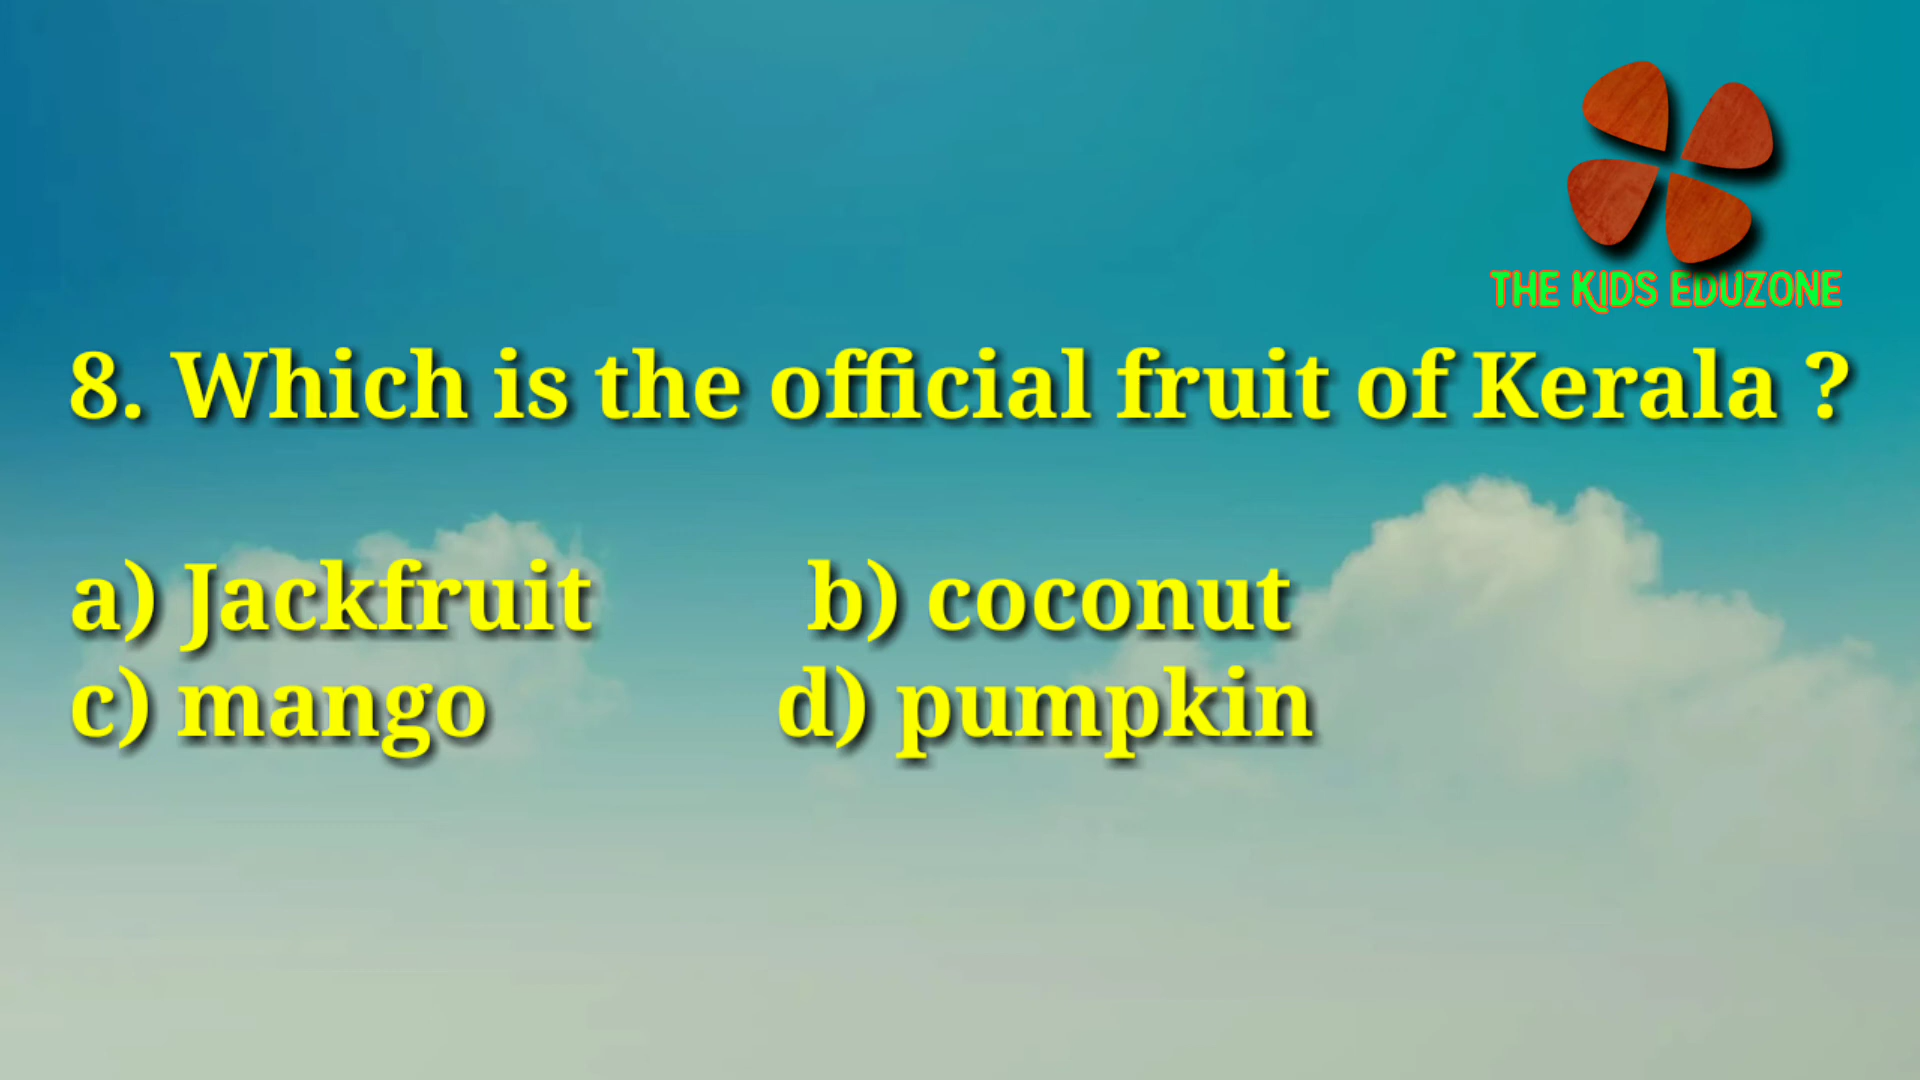 THE KIDS EDUZONE
8. Which is the official fruit of Kerala ?
a) Jackfruit b) coconut
c) mango d) pumpkin